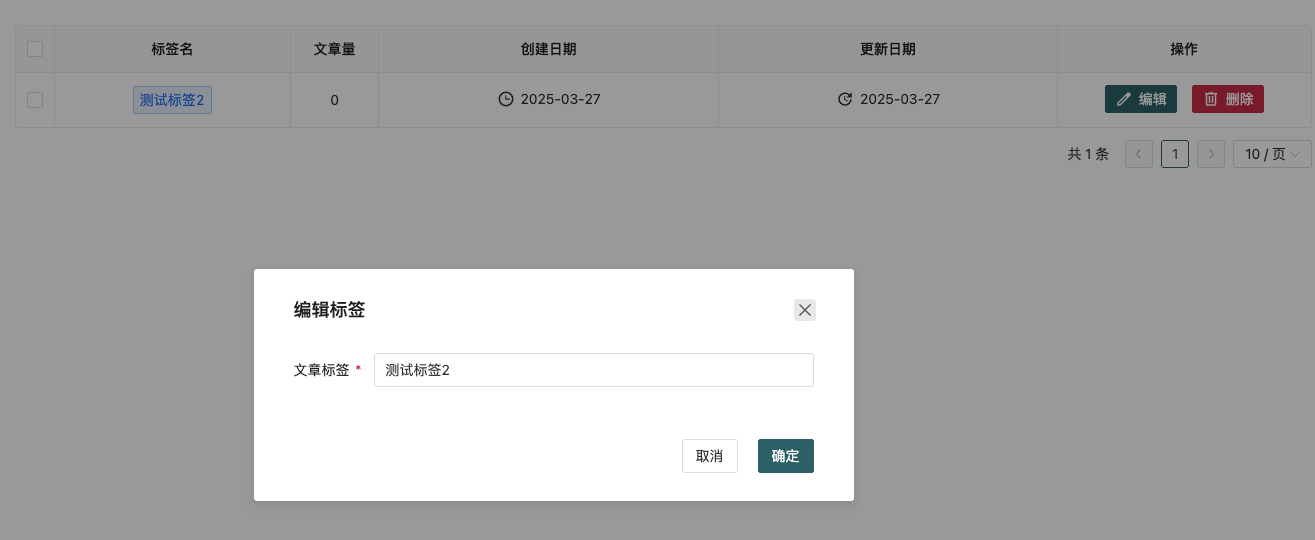 标签名 文章量 创建日期 更新日期 操作
测试标签2 0 2025-03-27 2025-03-27 编辑 删除
共 1 条 1 10 / 页
编辑标签
文章标签 * 测试标签2
取消 确定